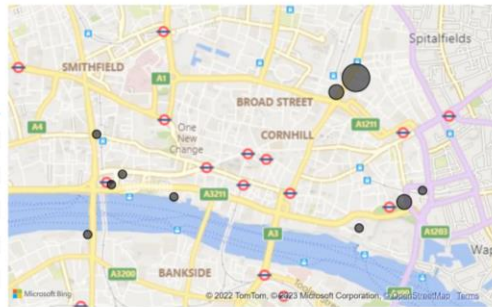 Spitalfields
SMITHFIELD
A1
BROAD STREET
A1211
A4
One
New
Change
CORNHILL
A3211
A3
A1203
Wap
A3200
BANKSIDE
Microsoft Bing
© 2022 TomTom, © 2023 Microsoft Corporation, © OpenStreetMap Terms